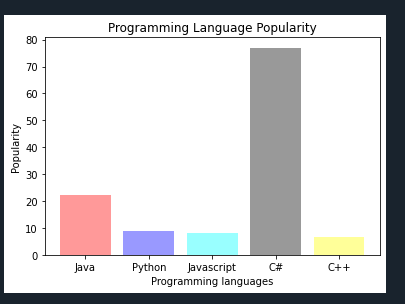 Programming Language Popularity
80
70
60
50
40
30
20
10
0
Popularity
Java Python Javascript C# C++
Programming languages